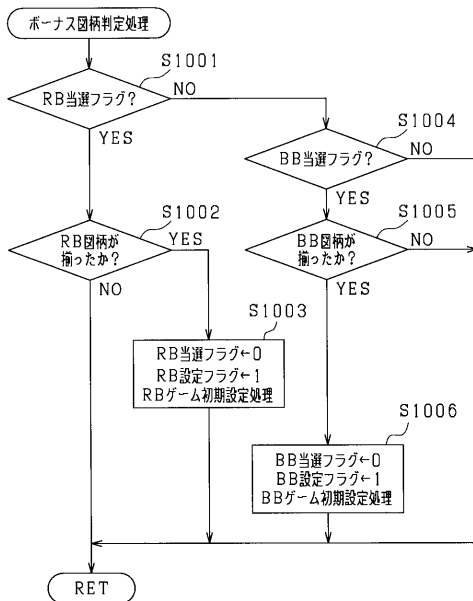 ボーナス図柄判定処理
S1001
RB当選フラグ?
NO
YES
S1004
BB当選フラグ?
NO
YES
S1002
RB図柄が
揃ったか?
YES
NO
S1005
BB図柄が
揃ったか?
NO
YES
S1003
RB当選フラグ←0
RB設定フラグ←1
RBゲーム初期設定処理
S1006
BB当選フラグ←0
BB設定フラグ←1
BBゲーム初期設定処理
RET